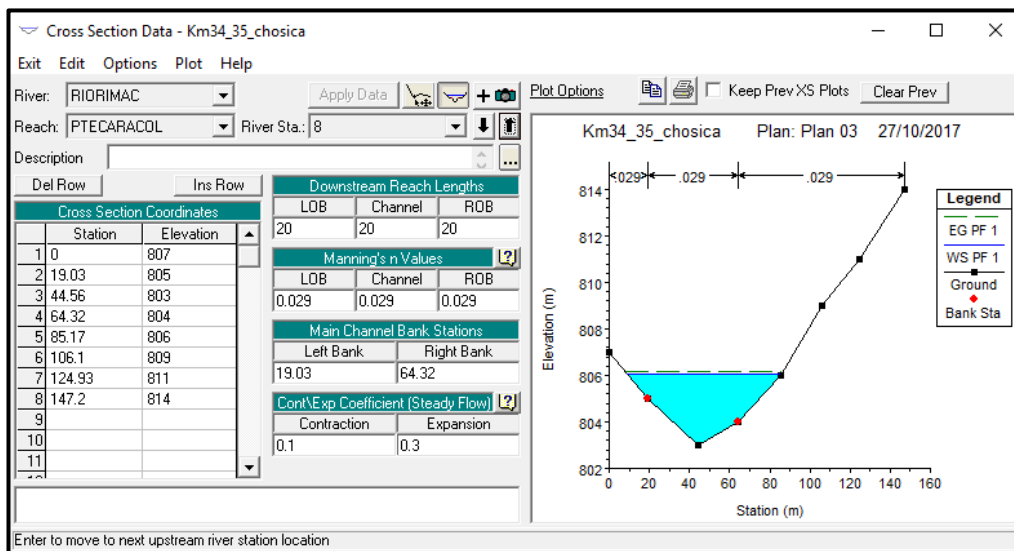 Cross Section Data - Km34_35_chosica
Exit Edit Options Plot Help
River: RIORIMAC Apply Data
Reach: PTECARACOL River Sta.: 8
Description ...
Del Row Ins Row
Cross Section Coordinates
Station Elevation
1 0 807
2 19.03 805
3 44.56 803
4 64.32 804
5 85.17 806
6 106.1 809
7 124.93 811
8 147.2 814
9
10
11
Downstream Reach Lengths
LOB Channel ROB
20 20 20
Manning's n Values ?
LOB Channel ROB
0.029 0.029 0.029
Main Channel Bank Stations
Left Bank Right Bank
19.03 64.32
Cont\Exp Coefficient (Steady Flow) ?
Contraction Expansion
0.1 0.3
Plot Options Keep Prev XS Plots Clear Prev
Km34_35_chosica Plan: Plan 03 27/10/2017
.029 .029 .029
Elevation (m)
814
812
810
808
806
804
802
0 20 40 60 80 100 120 140 160
Station (m)
Legend
EG PF 1
WS PF 1
Ground
Bank Sta
Enter to move to next upstream river station location